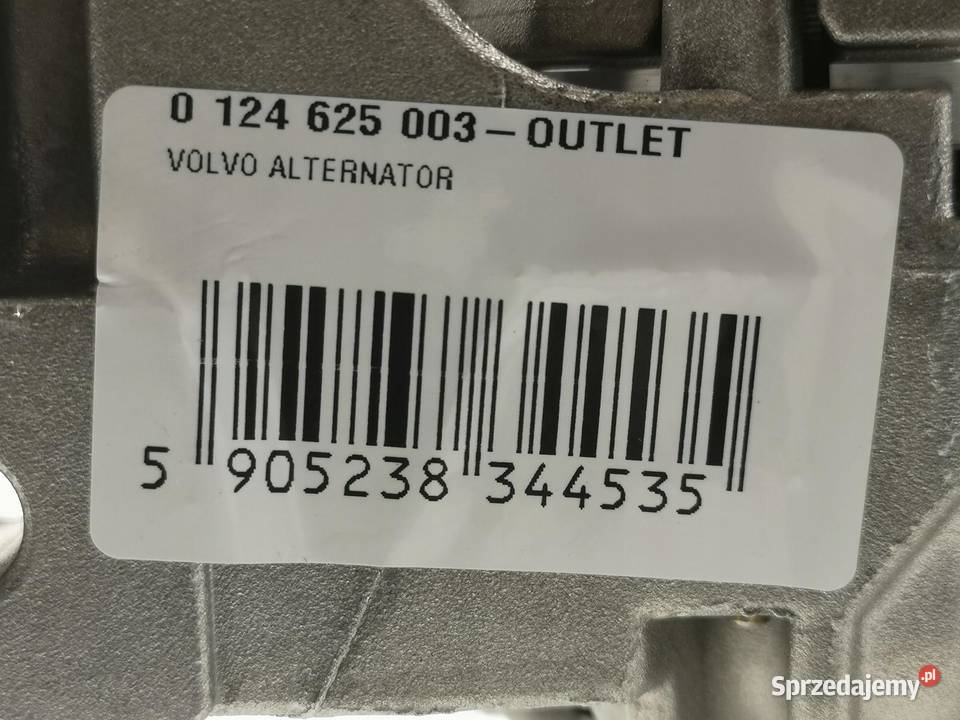 0 124 625 003 – OUTLET
VOLVO ALTERNATOR
5 905238 344535
Sprzedajemy.pl